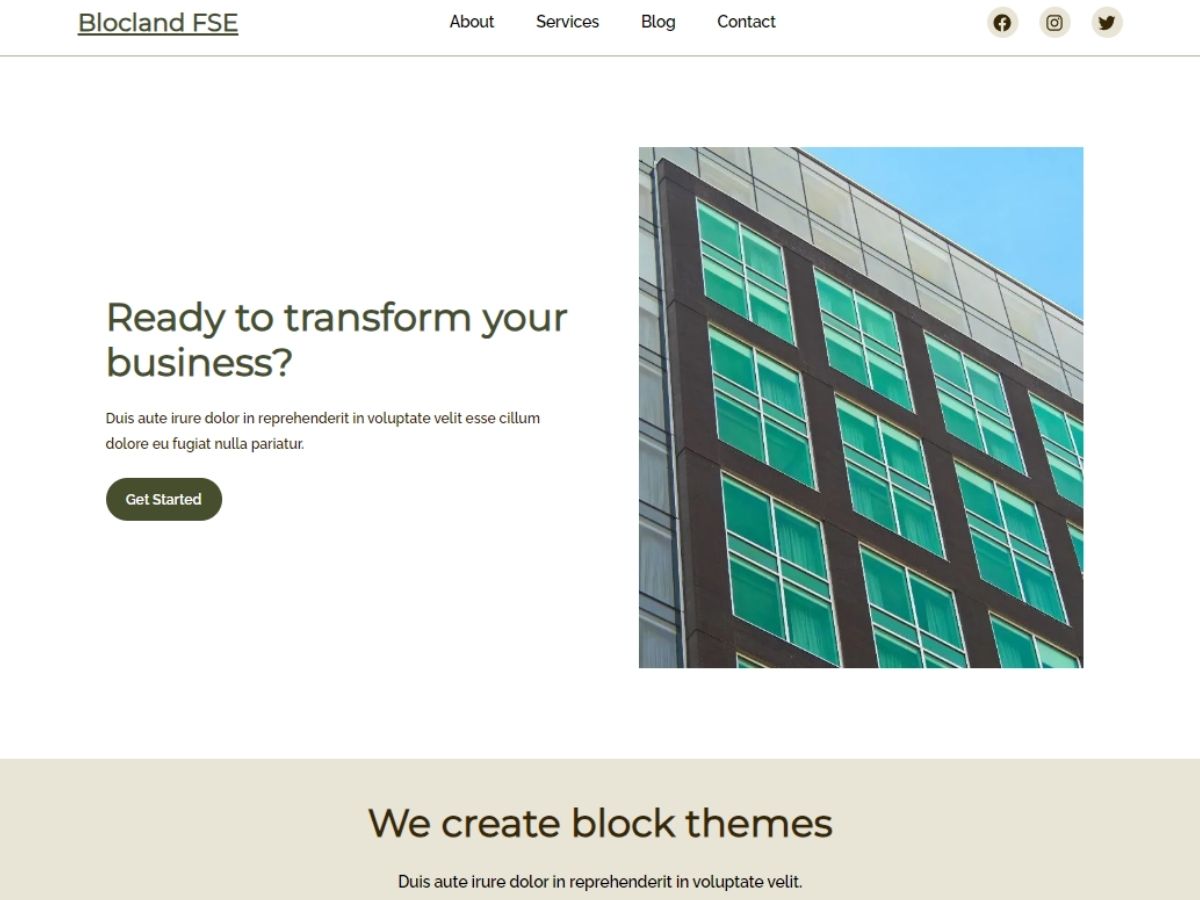 Blocland FSE
About
Services
Blog
Contact
Ready to transform your
business?
Duis aute irure dolor in reprehenderit in voluptate velit esse cillum
dolore eu fugiat nulla pariatur.
Get Started
We create block themes
Duis aute irure dolor in reprehenderit in voluptate velit.